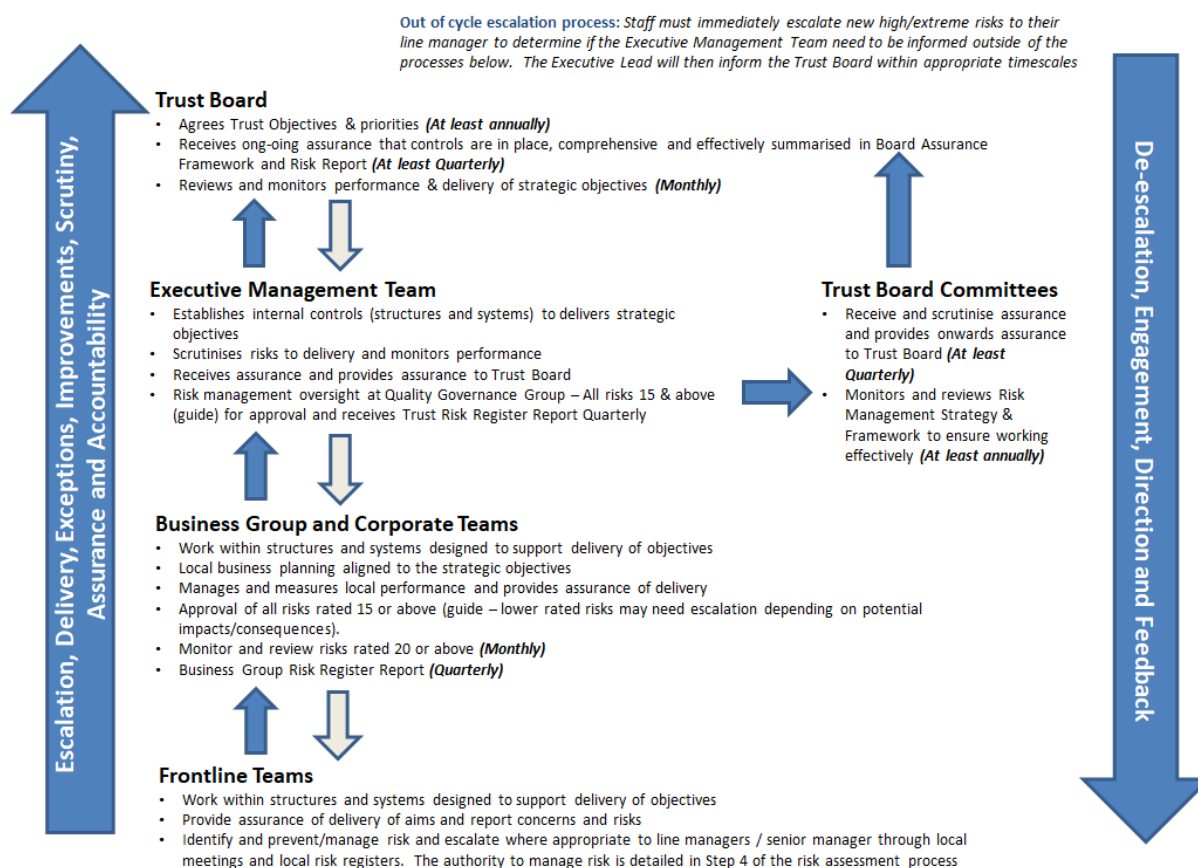 Out of cycle escalation process: Staff must immediately escalate new high/extreme risks to their
line manager to determine if the Executive Management Team need to be informed outside of the
processes below.  The Executive Lead will then inform the Trust Board within appropriate timescales
Escalation, Delivery, Exceptions, Improvements, Scrutiny,
Assurance and Accountability
Trust Board
• Agrees Trust Objectives & priorities (At least annually)
• Receives ong-oing assurance that controls are in place, comprehensive and effectively summarised in Board Assurance
Framework and Risk Report (At least Quarterly)
• Reviews and monitors performance & delivery of strategic objectives (Monthly)
Executive Management Team
• Establishes internal controls (structures and systems) to delivers strategic
objectives
• Scrutinises risks to delivery and monitors performance
• Receives assurance and provides assurance to Trust Board
• Risk management oversight at Quality Governance Group – All risks 15 & above
(guide) for approval and receives Trust Risk Register Report Quarterly
Trust Board Committees
• Receive and scrutinise assurance
and provides onwards assurance
to Trust Board (At least
Quarterly)
• Monitors and reviews Risk
Management Strategy &
Framework to ensure working
effectively (At least annually)
Business Group and Corporate Teams
• Work within structures and systems designed to support delivery of objectives
• Local business planning aligned to the strategic objectives
• Manages and measures local performance and provides assurance of delivery
• Approval of all risks rated 15 or above (guide – lower rated risks may need escalation depending on potential
impacts/consequences).
• Monitor and review risks rated 20 or above (Monthly)
• Business Group Risk Register Report (Quarterly)
Frontline Teams
• Work within structures and systems designed to support delivery of objectives
• Provide assurance of delivery of aims and report concerns and risks
• Identify and prevent/manage risk and escalate where appropriate to line managers / senior manager through local
meetings and local risk registers.  The authority to manage risk is detailed in Step 4 of the risk assessment process
De-escalation, Engagement, Direction and Feedback